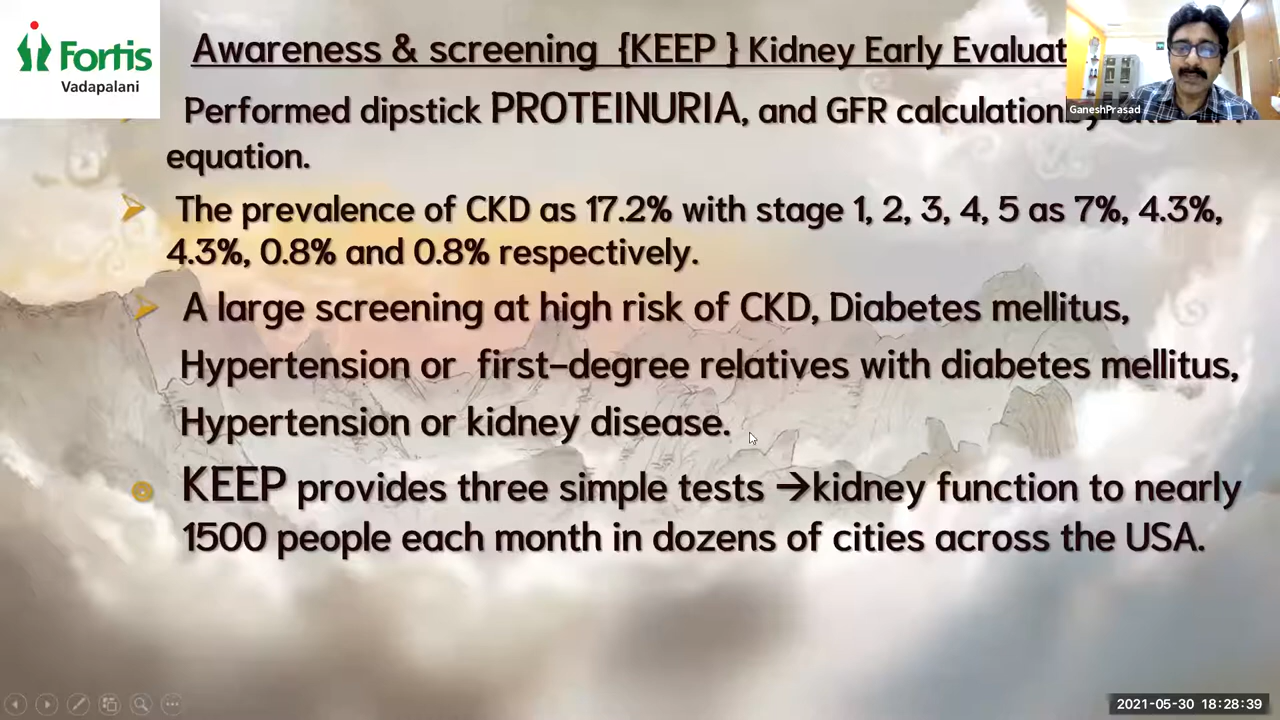 Fortis
Vadapalani
Awareness & screening {KEEP } Kidney Early Evaluat
GaneshPrasad
Performed dipstick PROTEINURIA, and GFR calculations,
equation.
The prevalence of CKD as 17.2% with stage 1, 2, 3, 4, 5 as 7%, 4.3%,
4.3%, 0.8% and 0.8% respectively.
A large screening at high risk of CKD, Diabetes mellitus,
Hypertension or first-degree relatives with diabetes mellitus,
Hypertension or kidney disease.
KEEP provides three simple tests →kidney function to nearly
1500 people each month in dozens of cities across the USA.
2021-05-30 18:28:39